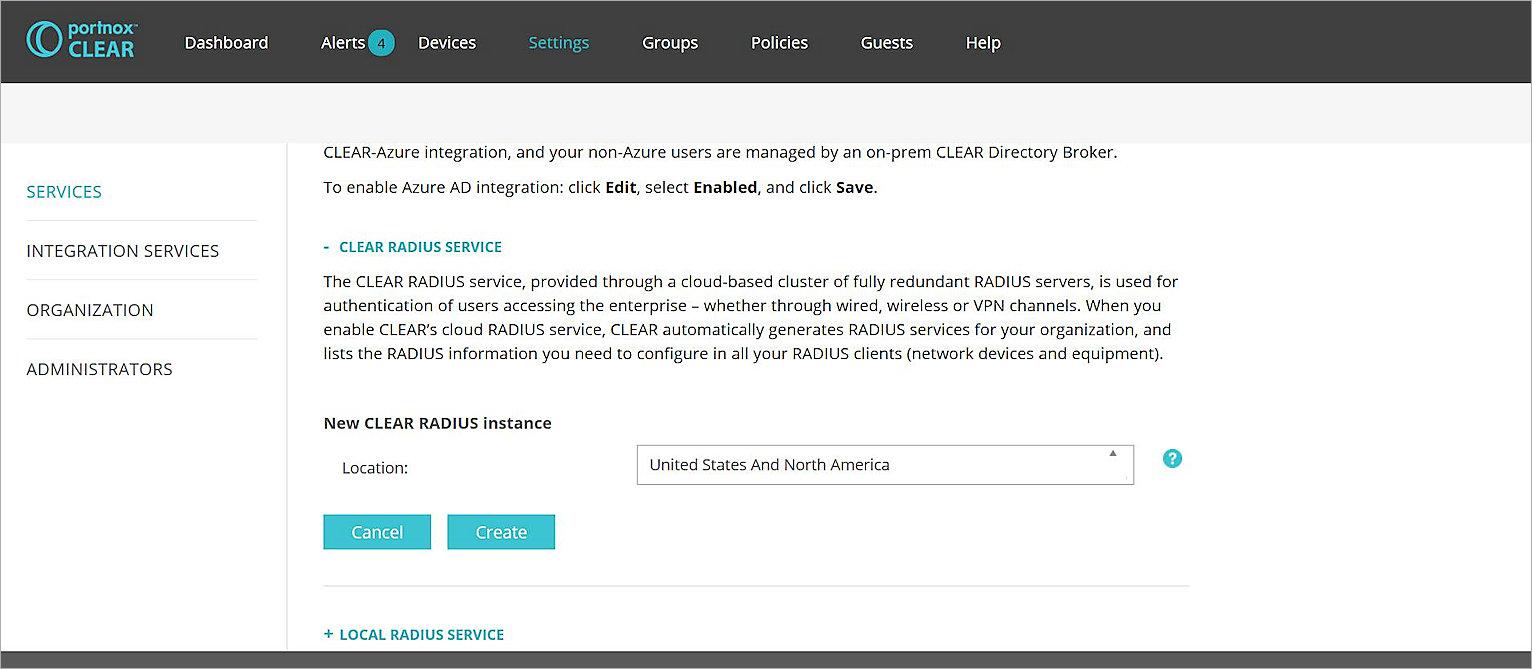 portnox™
CLEAR
Dashboard
Alerts 4
Devices
Settings
Groups
Policies
Guests
Help
SERVICES
INTEGRATION SERVICES
ORGANIZATION
ADMINISTRATORS
CLEAR-Azure integration, and your non-Azure users are managed by an on-prem CLEAR Directory Broker.
To enable Azure AD integration: click Edit, select Enabled, and click Save.
- CLEAR RADIUS SERVICE
The CLEAR RADIUS service, provided through a cloud-based cluster of fully redundant RADIUS servers, is used for
authentication of users accessing the enterprise – whether through wired, wireless or VPN channels. When you
enable CLEAR’s cloud RADIUS service, CLEAR automatically generates RADIUS services for your organization, and
lists the RADIUS information you need to configure in all your RADIUS clients (network devices and equipment).
New CLEAR RADIUS instance
Location:
United States And North America
?
Cancel
Create
+ LOCAL RADIUS SERVICE